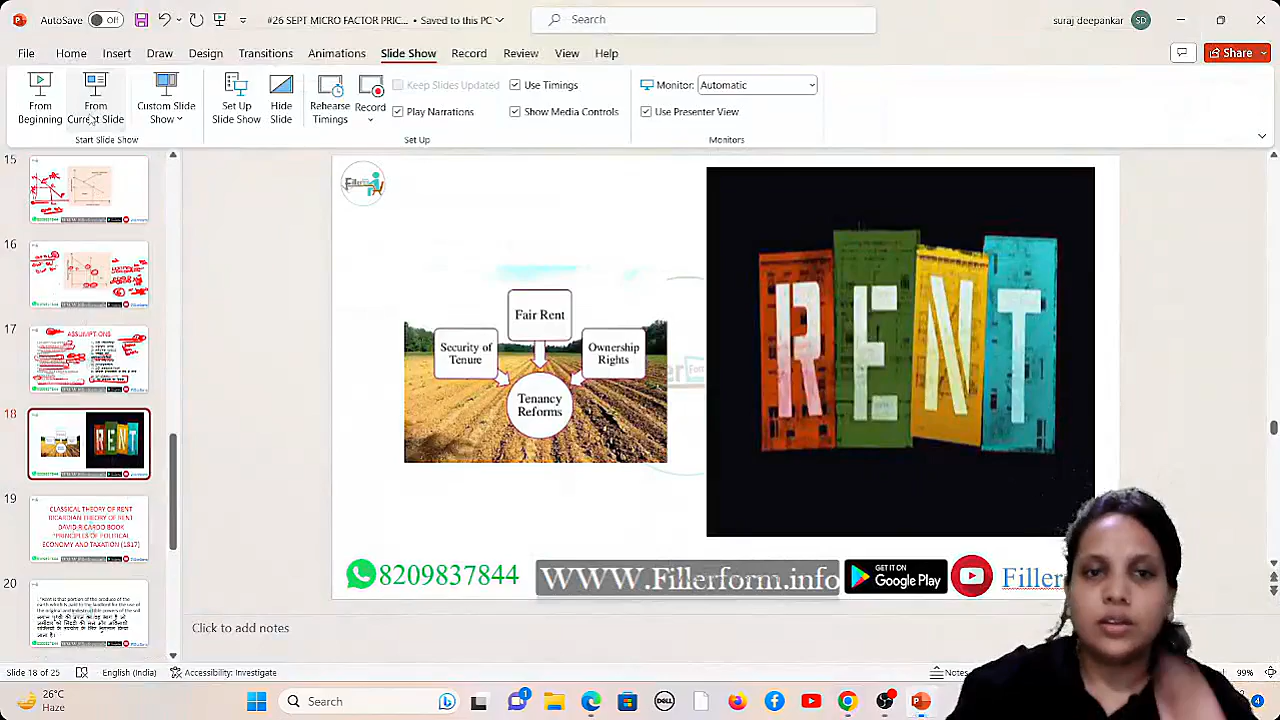 AutoSave Off
#26 SEPT MICRO FACTOR PRIC... • Saved to this PC
Search
suraj deepankar SD
File Home Insert Draw Design Transitions Animations Slide Show Record Review View Help
Share
From Beginning
From Current Slide
Custom Slide Show
Set Up Slide Show
Hide Slide
Rehearse Timings
Record
Keep Slides Updated
Play Narrations
Use Timings
Show Media Controls
Monitor: Automatic
Use Presenter View
Start Slide Show
Set Up
Monitors
15
16
17
ASSUMPTIONS
18
RENT
19
CLASSICAL THEORY OF RENT
RICARDIAN THEORY OF RENT
DAVID RICARDO BOOK
"PRINCIPLES OF POLITICAL
ECONOMY AND TAXATION (1817)
20
Fair Rent
Security of
Tenure
Ownership
Rights
Tenancy
Reforms
RENT
8209837844
WWW.Fillerform.info
GET IT ON
Google Play
Filler
Click to add notes
Slide 18 of 25
English (India)
Accessibility: Investigate
Notes
99%
26°C
Haze
Search